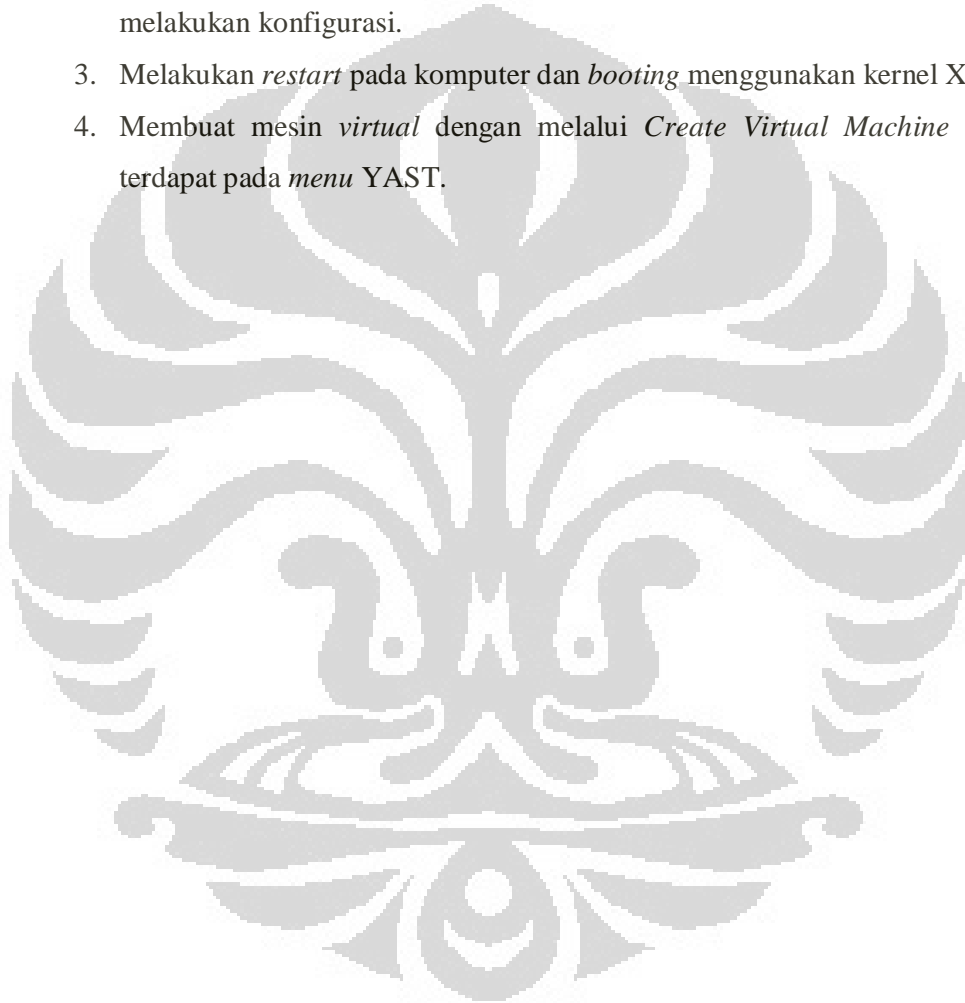 melakukan konfigurasi.
3. Melakukan restart pada komputer dan booting menggunakan kernel X
4. Membuat mesin virtual dengan melalui Create Virtual Machine
terdapat pada menu YAST.